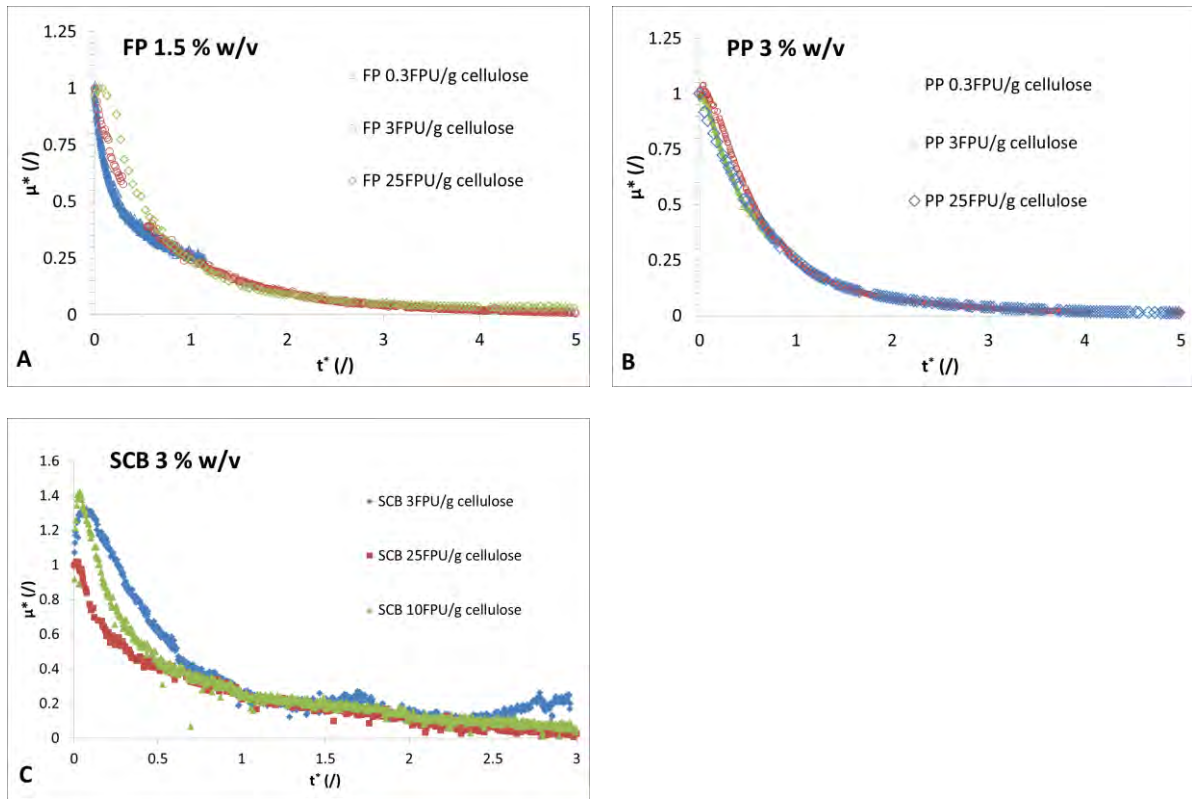 FP 1.5 % w/v
1.25
1
0.75
0.5
0.25
0
μ* (/)
FP 0.3FPU/g cellulose
FP 3FPU/g cellulose
FP 25FPU/g cellulose
0 1 2 3 4 5
t* (/)
A
PP 3 % w/v
1.25
1
0.75
0.5
0.25
0
μ* (/)
PP 0.3FPU/g cellulose
PP 3FPU/g cellulose
PP 25FPU/g cellulose
0 1 2 3 4 5
t* (/)
B
SCB 3 % w/v
1.6
1.4
1.2
1
0.8
0.6
0.4
0.2
0
μ* (/)
SCB 3FPU/g cellulose
SCB 25FPU/g cellulose
SCB 10FPU/g cellulose
0 0.5 1 1.5 2 2.5 3
t* (/)
C